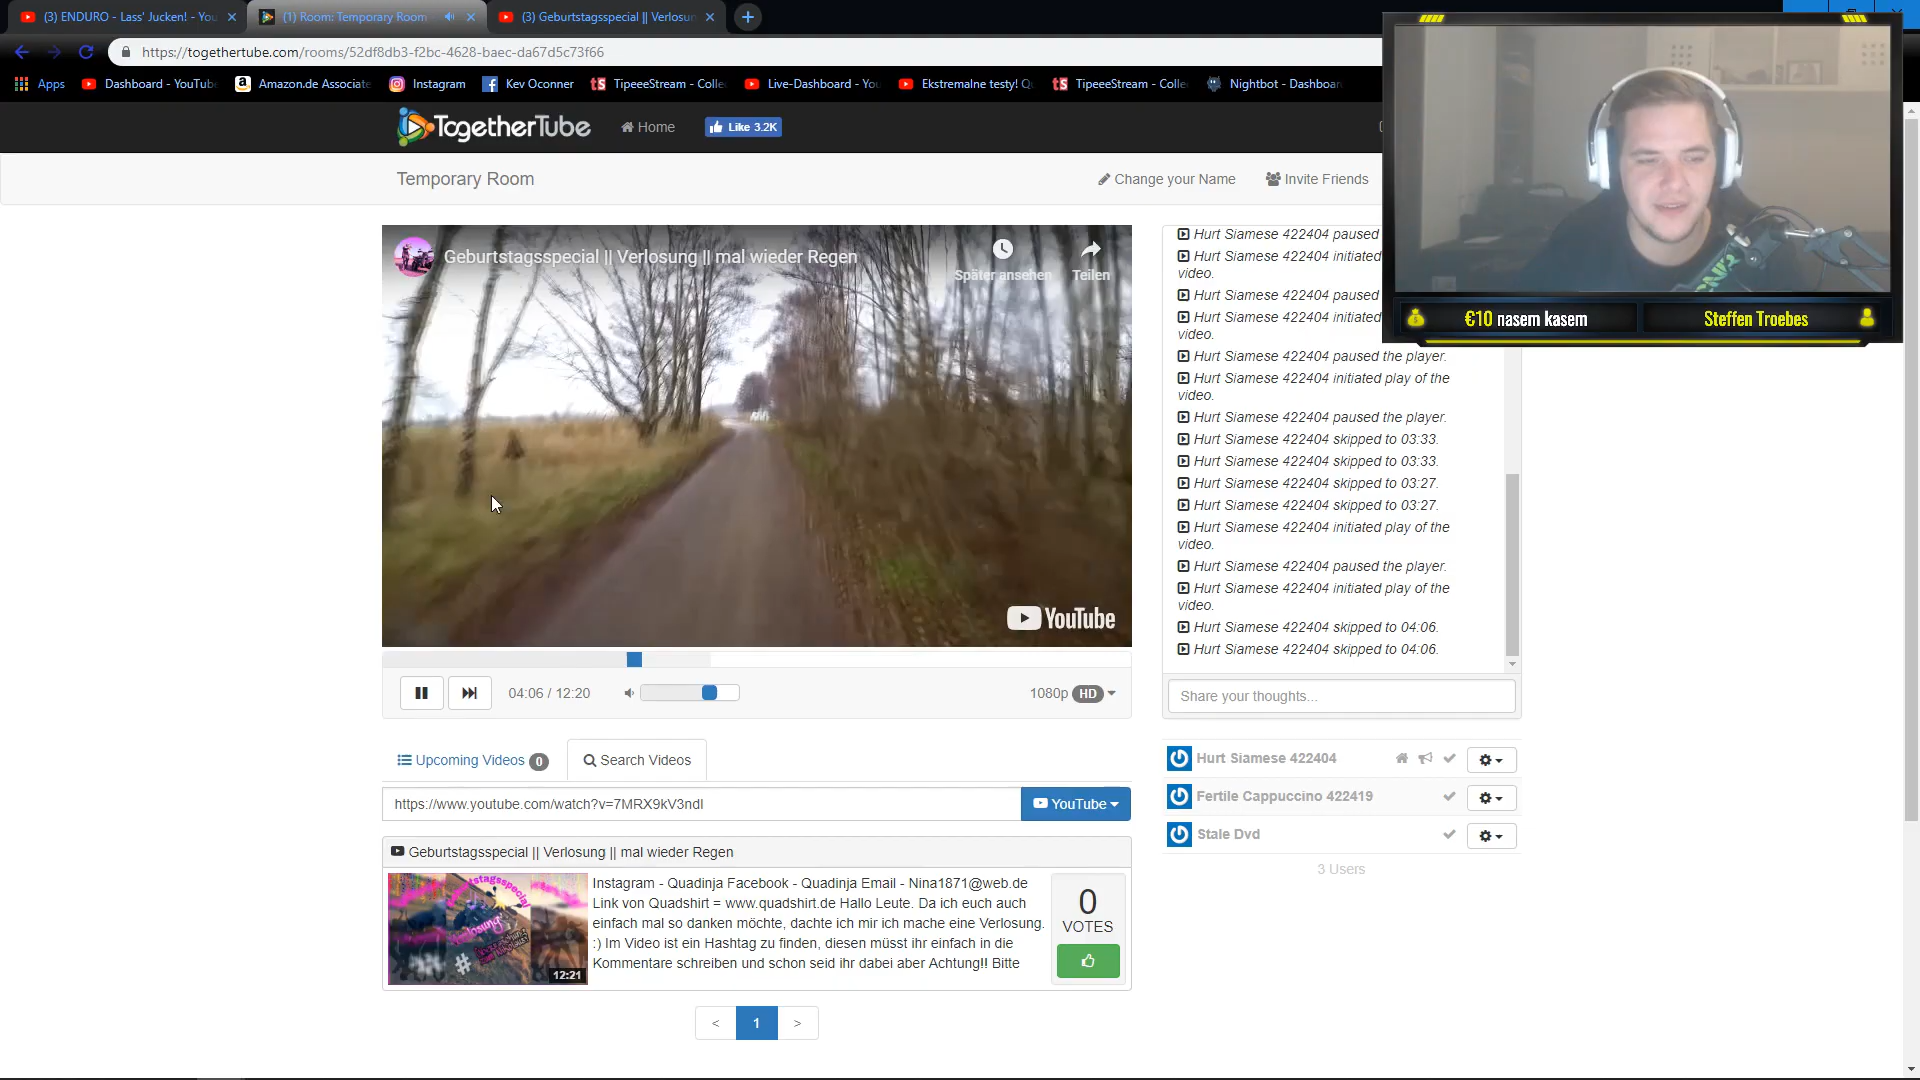 (3) ENDURO - Lass' Jucken! - You
(1) Room: Temporary Room
(3) Geburtstagsspecial || Verlosun
https://togethertube.com/rooms/52df8db3-f2bc-4628-baec-da67d5c73f66
Apps
Dashboard - YouTube
Amazon.de Associate
Instagram
Kev Oconner
TipeeeStream - Colle
Live-Dashboard - You
Ekstremalne testy! Qu
TipeeeStream - Colle
Nightbot - Dashboar
TogetherTube
Home
Like 3.2K
Temporary Room
Change your Name
Invite Friends
Geburtstagsspecial || Verlosung || mal wieder Regen
Später ansehen
Teilen
YouTube
04:06 / 12:20
1080p HD
Hurt Siamese 422404 paused
Hurt Siamese 422404 initiated
video.
Hurt Siamese 422404 paused
Hurt Siamese 422404 initiated
video.
Hurt Siamese 422404 paused the player.
Hurt Siamese 422404 initiated play of the
video.
Hurt Siamese 422404 paused the player.
Hurt Siamese 422404 skipped to 03:33.
Hurt Siamese 422404 skipped to 03:33.
Hurt Siamese 422404 skipped to 03:27.
Hurt Siamese 422404 skipped to 03:27.
Hurt Siamese 422404 initiated play of the
video.
Hurt Siamese 422404 paused the player.
Hurt Siamese 422404 initiated play of the
video.
Hurt Siamese 422404 skipped to 04:06.
Hurt Siamese 422404 skipped to 04:06.
Share your thoughts...
€10 nasem kasem
Steffen Troebes
Upcoming Videos 0
Search Videos
https://www.youtube.com/watch?v=7MRX9kV3ndI
YouTube
Geburtstagsspecial || Verlosung || mal wieder Regen
Instagram - Quadinja Facebook - Quadinja Email - Nina1871@web.de
Link von Quadshirt = www.quadshirt.de Hallo Leute. Da ich euch auch
einfach mal so danken möchte, dachte ich mir ich mache eine Verlosung.
:) Im Video ist ein Hashtag zu finden, diesen müsst ihr einfach in die
Kommentare schreiben und schon seid ihr dabei aber Achtung!! Bitte
Verlosung
#
12:21
0
VOTES
< 1 >
Hurt Siamese 422404
Fertile Cappuccino 422419
Stale Dvd
3 Users